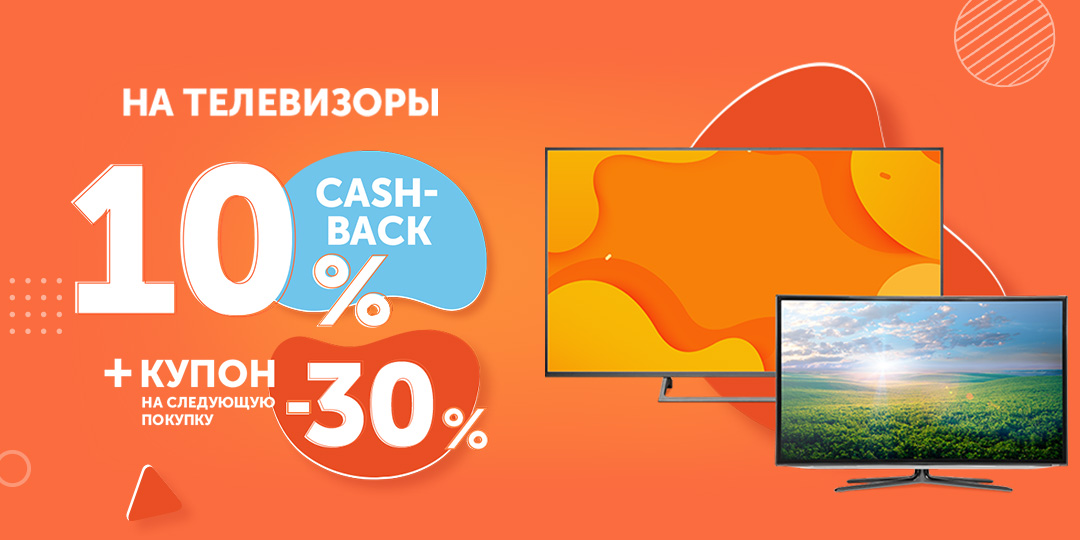 НА ТЕЛЕВИЗОРЫ
10%
CASH-
BACK
+ КУПОН
НА СЛЕДУЮЩУЮ
ПОКУПКУ
-30%